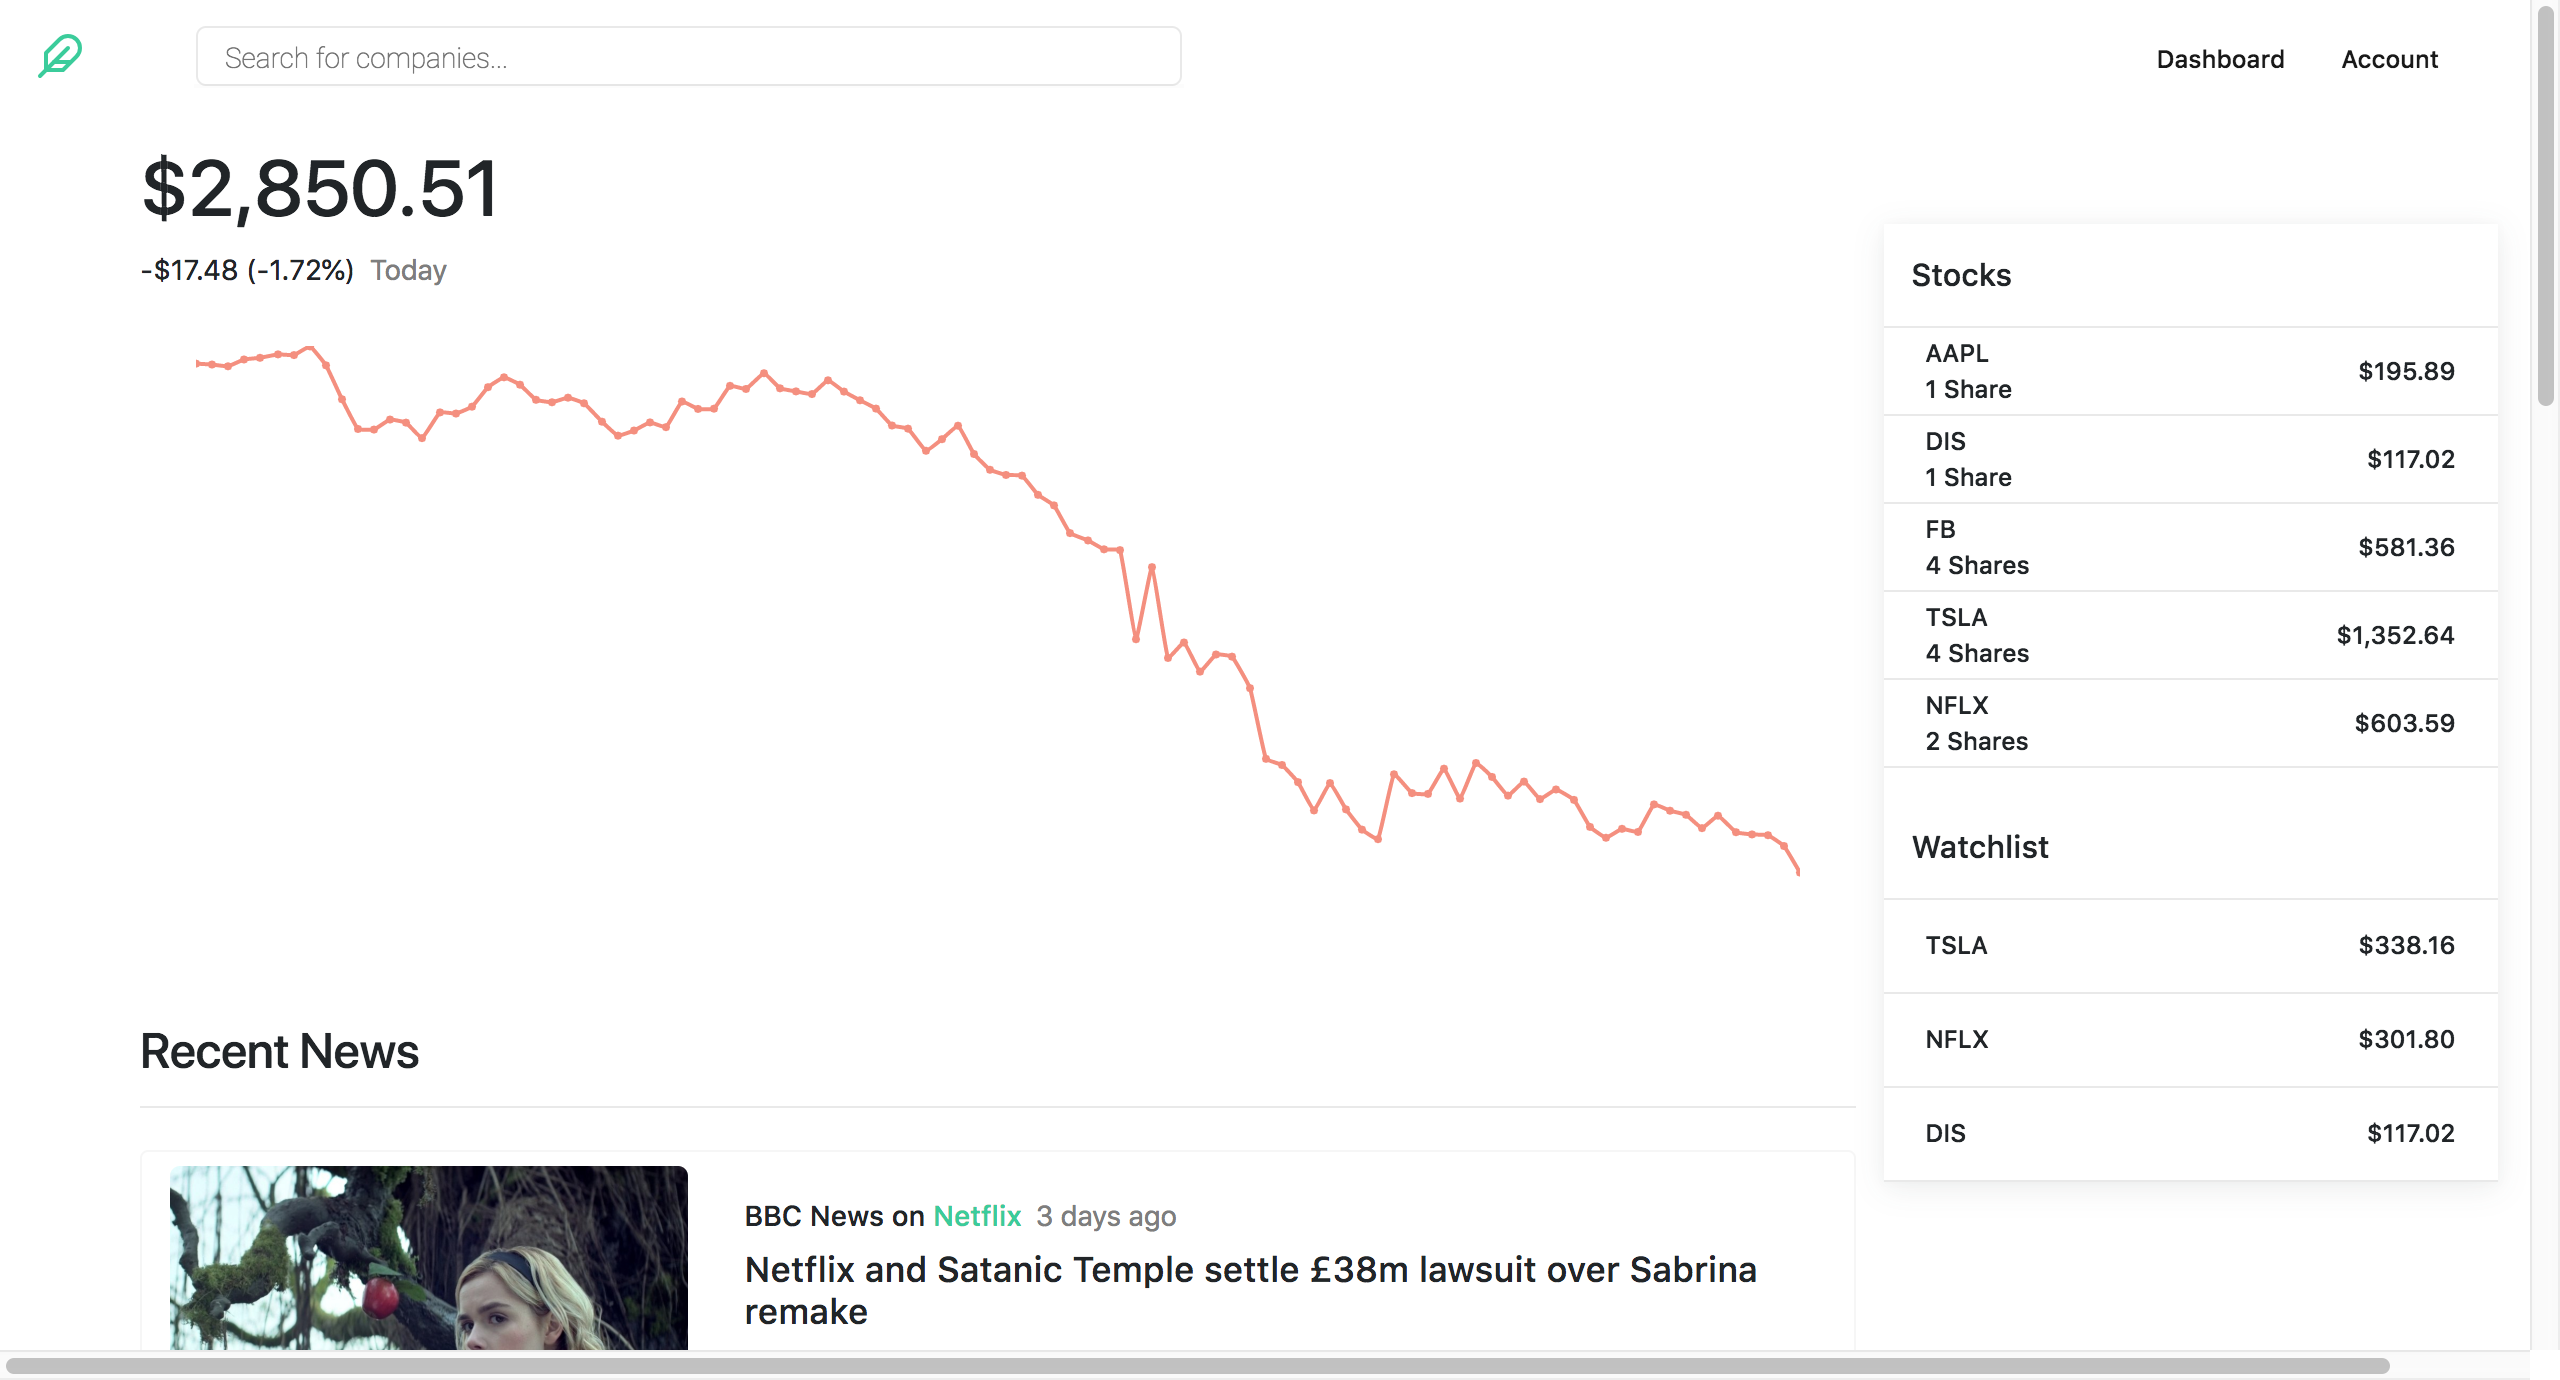 Search for companies...
Dashboard
Account
$2,850.51
-$17.48 (-1.72%) Today
Stocks
AAPL
1 Share
$195.89
DIS
1 Share
$117.02
FB
4 Shares
$581.36
TSLA
4 Shares
$1,352.64
NFLX
2 Shares
$603.59
Watchlist
TSLA
$338.16
NFLX
$301.80
DIS
$117.02
Recent News
BBC News on Netflix 3 days ago
Netflix and Satanic Temple settle £38m lawsuit over Sabrina
remake